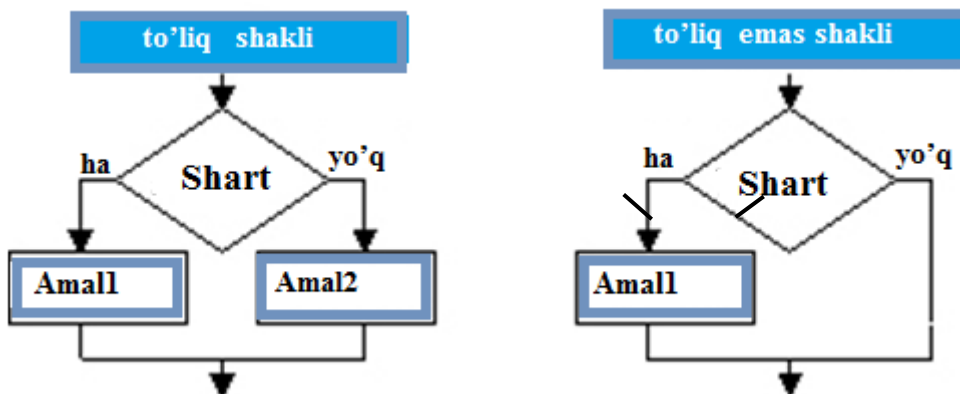 to’liq shakli
ha
yo’q
Shart
Amal1
Amal2
to’liq emas shakli
ha
yo’q
Shart
Amal1